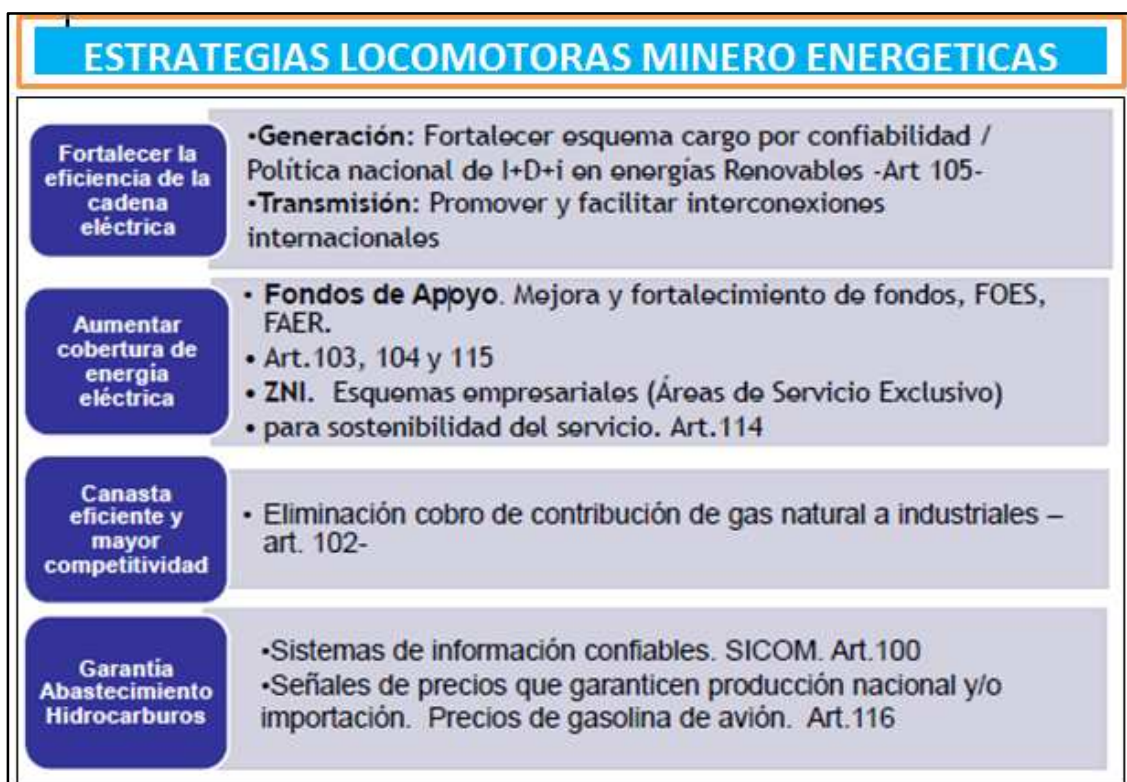 ESTRATEGIAS LOCOMOTORAS MINERO ENERGETICAS
Fortalecer la
eficiencia de la
cadena
eléctrica
•Generación: Fortalecer esquema cargo por confiabilidad /
Política nacional de I+D+i en energías Renovables -Art 105-
•Transmisión: Promover y facilitar interconexiones
internacionales
Aumentar
cobertura de
energía
eléctrica
• Fondos de Apoyo. Mejora y fortalecimiento de fondos, FOES,
FAER.
• Art.103, 104 y 115
• ZNI. Esquemas empresariales (Áreas de Servicio Exclusivo)
• para sostenibilidad del servicio. Art.114
Canasta
eficiente y
mayor
competitividad
• Eliminación cobro de contribución de gas natural a industriales –
art. 102-
Garantía
Abastecimiento
Hidrocarburos
•Sistemas de información confiables. SICOM. Art.100
•Señales de precios que garanticen producción nacional y/o
importación. Precios de gasolina de avión. Art.116